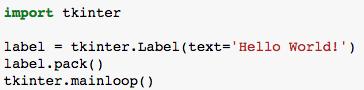 import tkinter
label = tkinter.Label(text='Hello World!')
label.pack()
tkinter.mainloop()